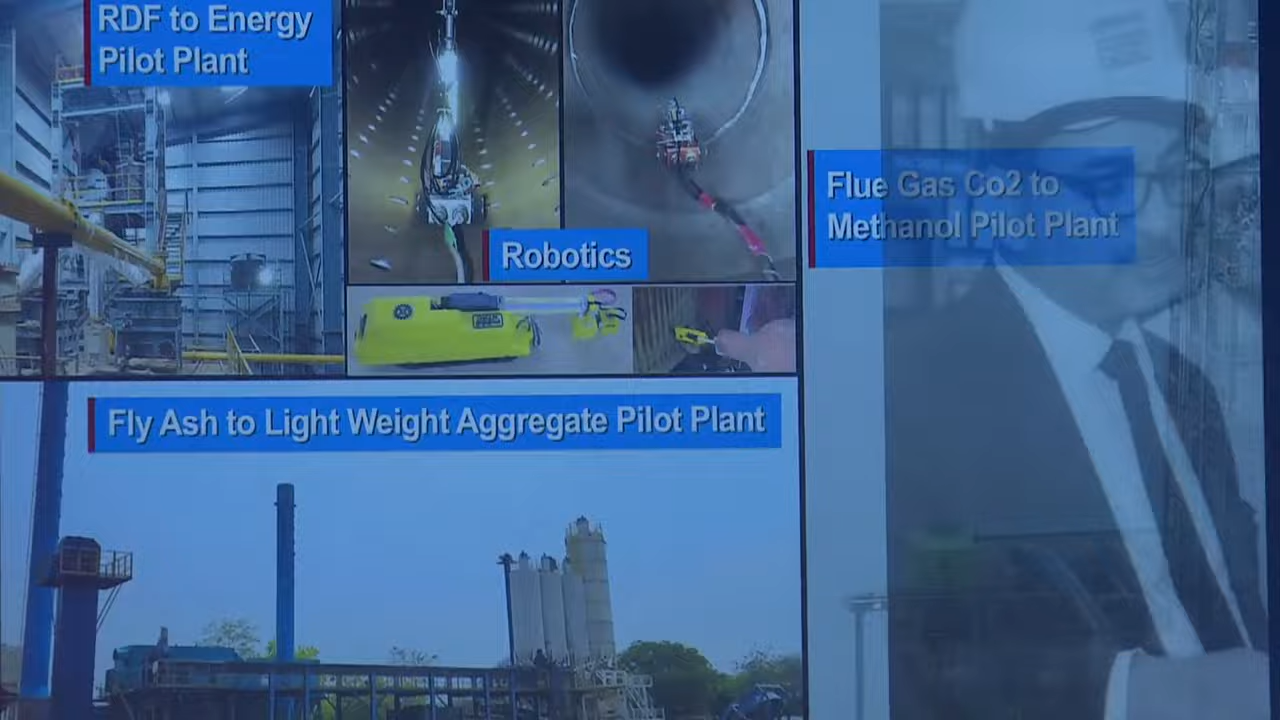 RDF to Energy
Pilot Plant
Robotics
Flue Gas Co2 to
Methanol Pilot Plant
Fly Ash to Light Weight Aggregate Pilot Plant